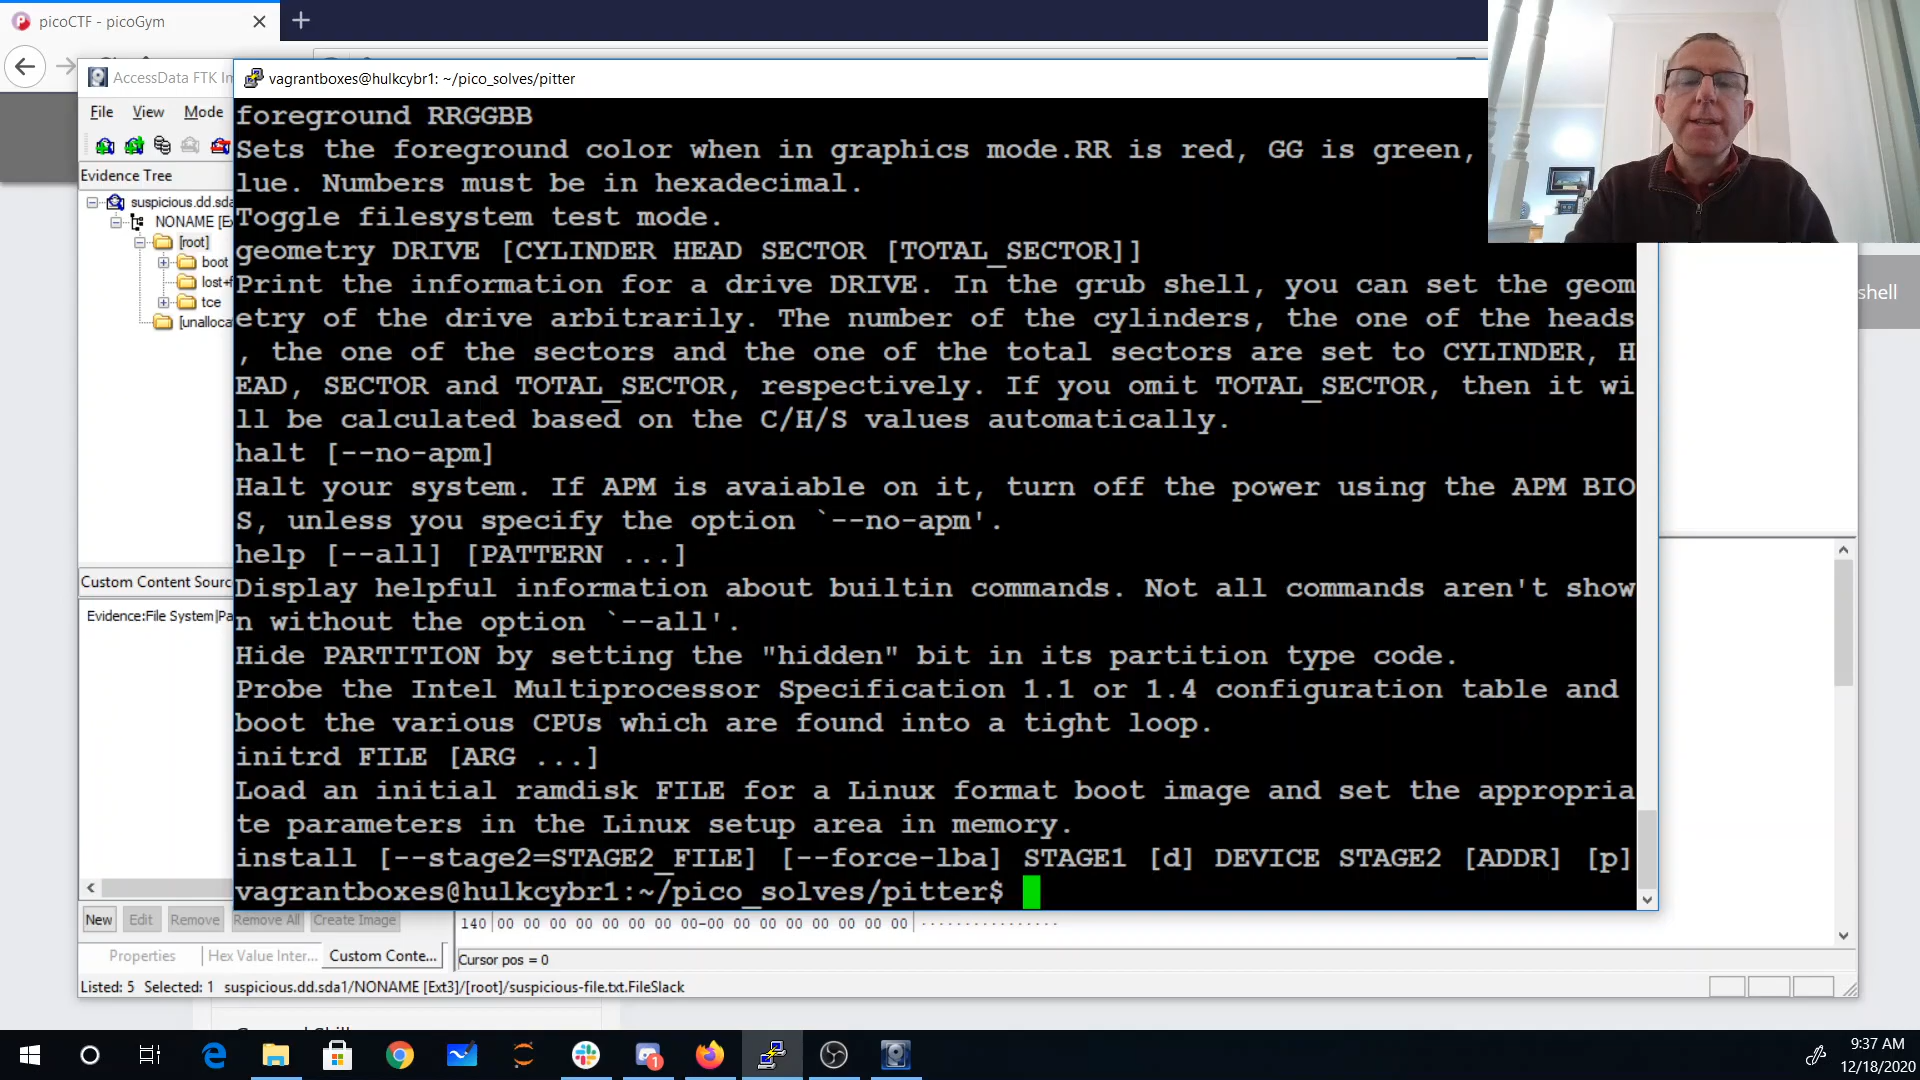 picoCTF - picoGym
AccessData FTK Im
vagrantboxes@hulkcybr1: ~/pico_solves/pitter
File View Mode
Evidence Tree
suspicious.dd.sda
NONAME [Ex
[root]
boot
lost+f
tce
[unalloca
shell
foreground RRGGBB
Sets the foreground color when in graphics mode.RR is red, GG is green,
lue. Numbers must be in hexadecimal.
Toggle filesystem test mode.
geometry DRIVE [CYLINDER HEAD SECTOR [TOTAL_SECTOR]]
Print the information for a drive DRIVE. In the grub shell, you can set the geom
etry of the drive arbitrarily. The number of the cylinders, the one of the heads
, the one of the sectors and the one of the total sectors are set to CYLINDER, H
EAD, SECTOR and TOTAL_SECTOR, respectively. If you omit TOTAL_SECTOR, then it wi
ll be calculated based on the C/H/S values automatically.
halt [--no-apm]
Halt your system. If APM is avaiable on it, turn off the power using the APM BIO
S, unless you specify the option `--no-apm'.
help [--all] [PATTERN ...]
Display helpful information about builtin commands. Not all commands aren't show
n without the option `--all'.
Hide PARTITION by setting the "hidden" bit in its partition type code.
Probe the Intel Multiprocessor Specification 1.1 or 1.4 configuration table and
boot the various CPUs which are found into a tight loop.
initrd FILE [ARG ...]
Load an initial ramdisk FILE for a Linux format boot image and set the appropria
te parameters in the Linux setup area in memory.
install [--stage2=STAGE2_FILE] [--force-lba] STAGE1 [d] DEVICE STAGE2 [ADDR] [p]
vagrantboxes@hulkcybr1:~/pico_solves/pitter$
Custom Content Sourc
Evidence:File System|Pa
New Edit Remove Remove All Create Image
140 00 00 00 00 00 00 00 00-00 00 00 00 00 00 00 00 ················
Properties Hex Value Inter... Custom Conte...
Cursor pos = 0
Listed: 5 Selected: 1 suspicious.dd.sda1/NONAME [Ext3]/[root]/suspicious-file.txt.FileSlack
1
9:37 AM
12/18/2020